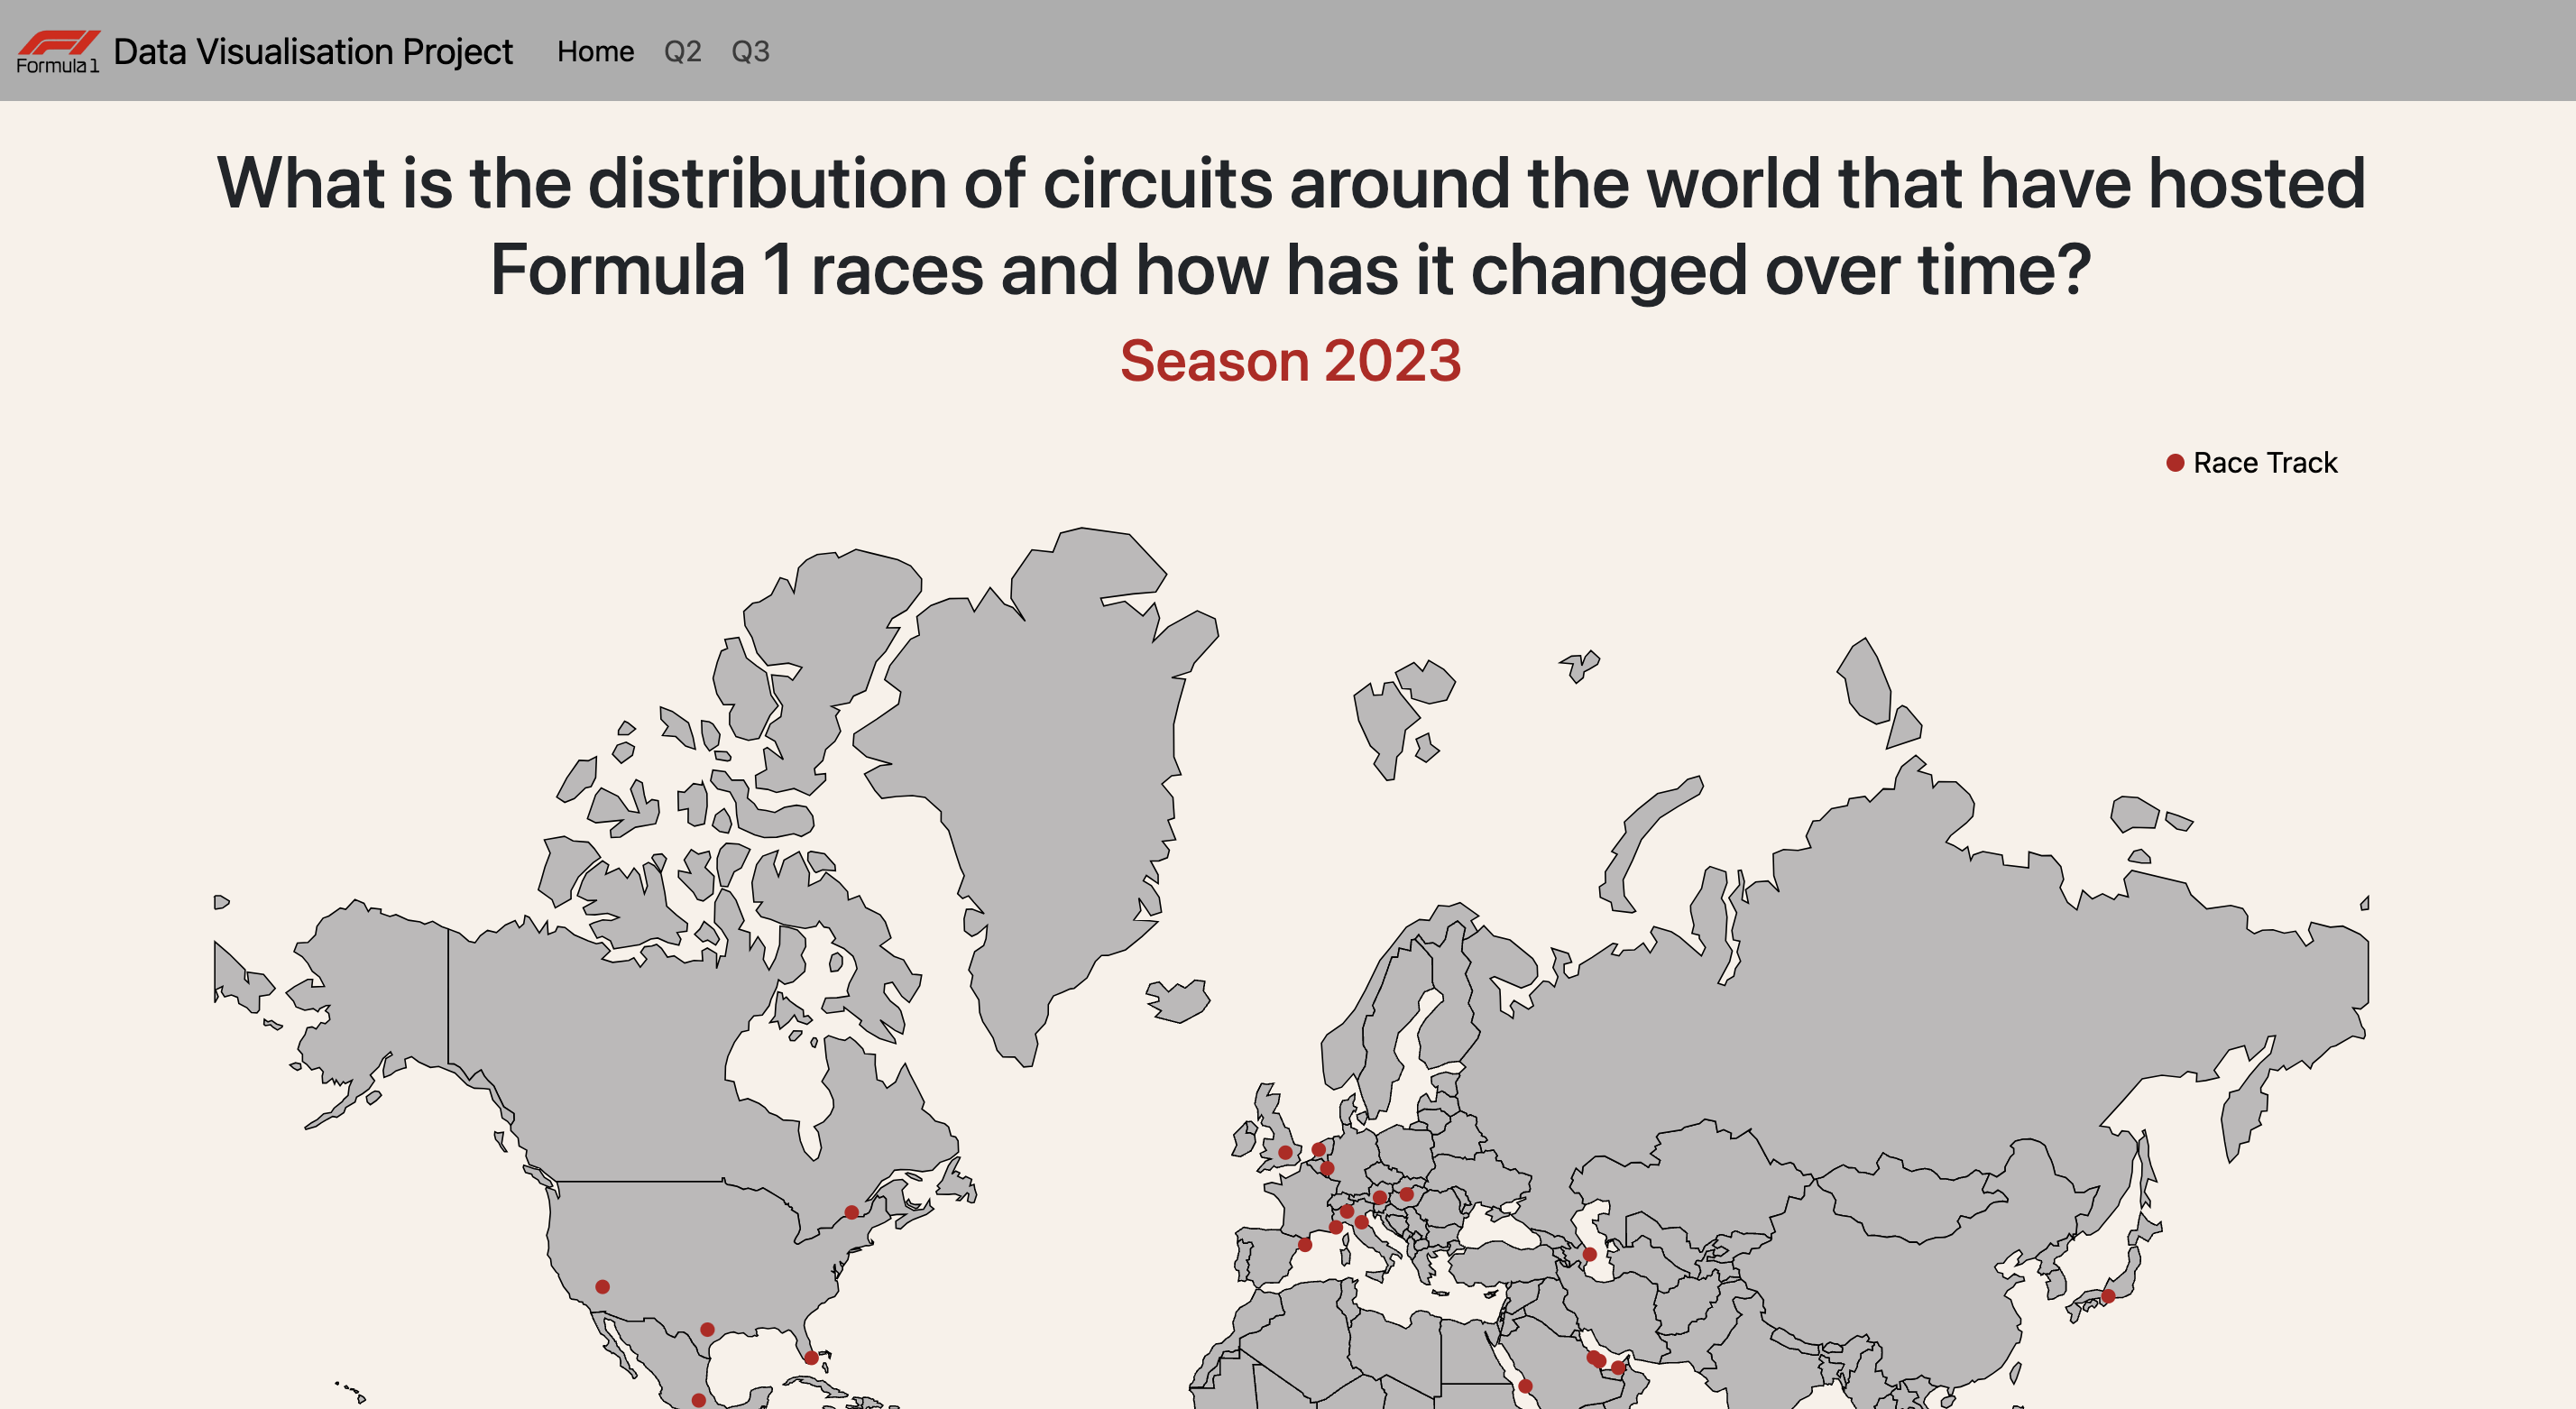 Formula 1
Data Visualisation Project
Home
Q2
Q3
What is the distribution of circuits around the world that have hosted
Formula 1 races and how has it changed over time?
Season 2023
Race Track